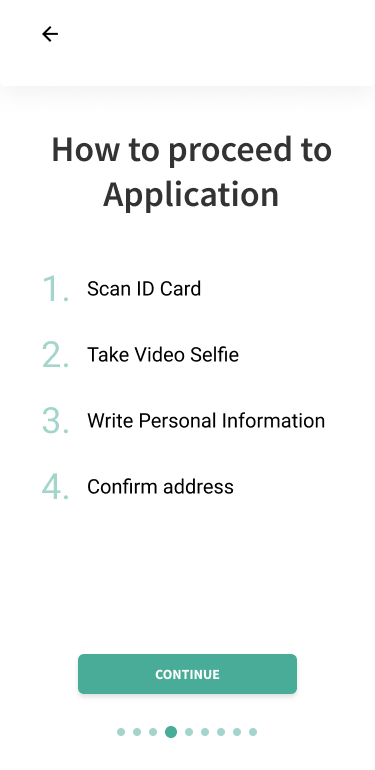 How to proceed to
Application
1. Scan ID Card
2. Take Video Selfie
3. Write Personal Information
4. Confirm address
CONTINUE